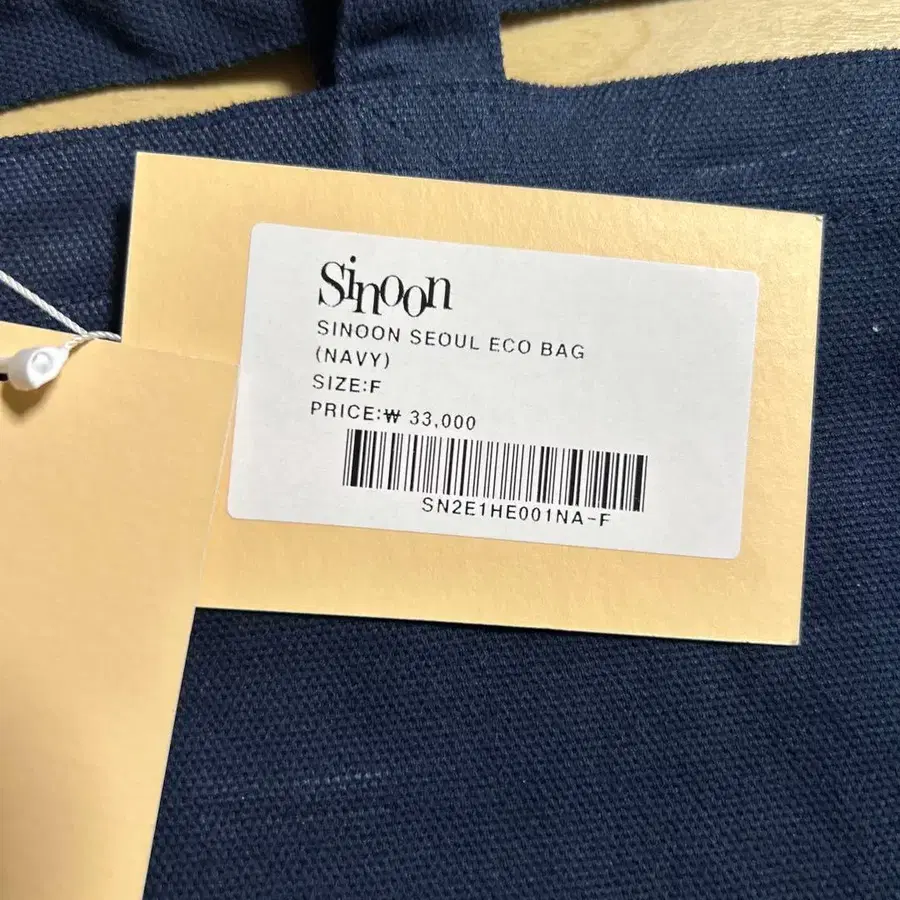 Sinoon
SINOON SEOUL ECO BAG
(NAVY)
SIZE:F
PRICE:₩ 33,000
SN2E1HE001NA-F